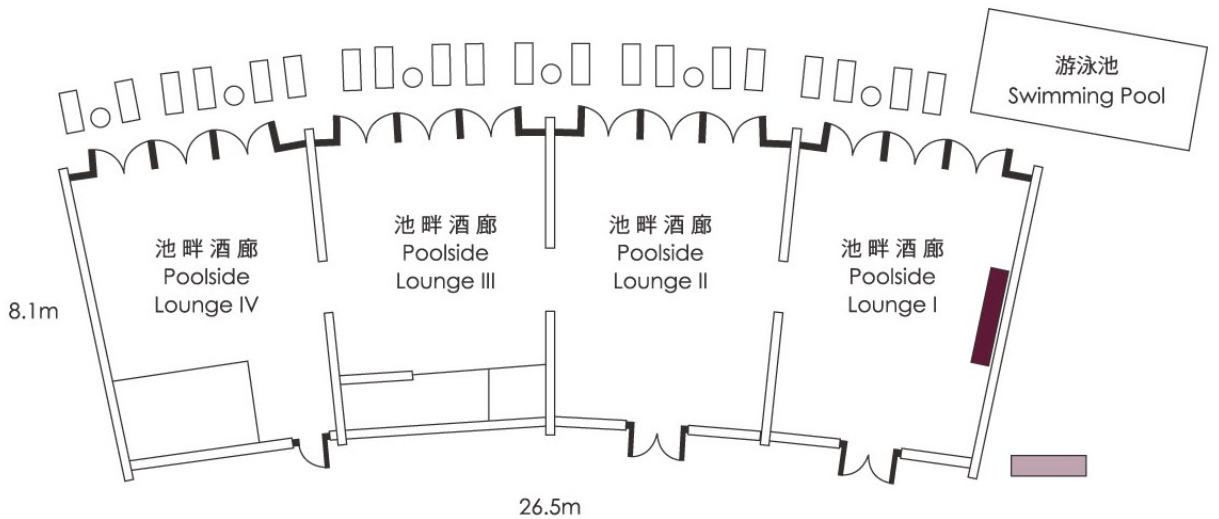 游泳池
Swimming Pool
池畔酒廊
Poolside
Lounge IV
池畔酒廊
Poolside
Lounge III
池畔酒廊
Poolside
Lounge II
池畔酒廊
Poolside
Lounge I
8.1m
26.5m